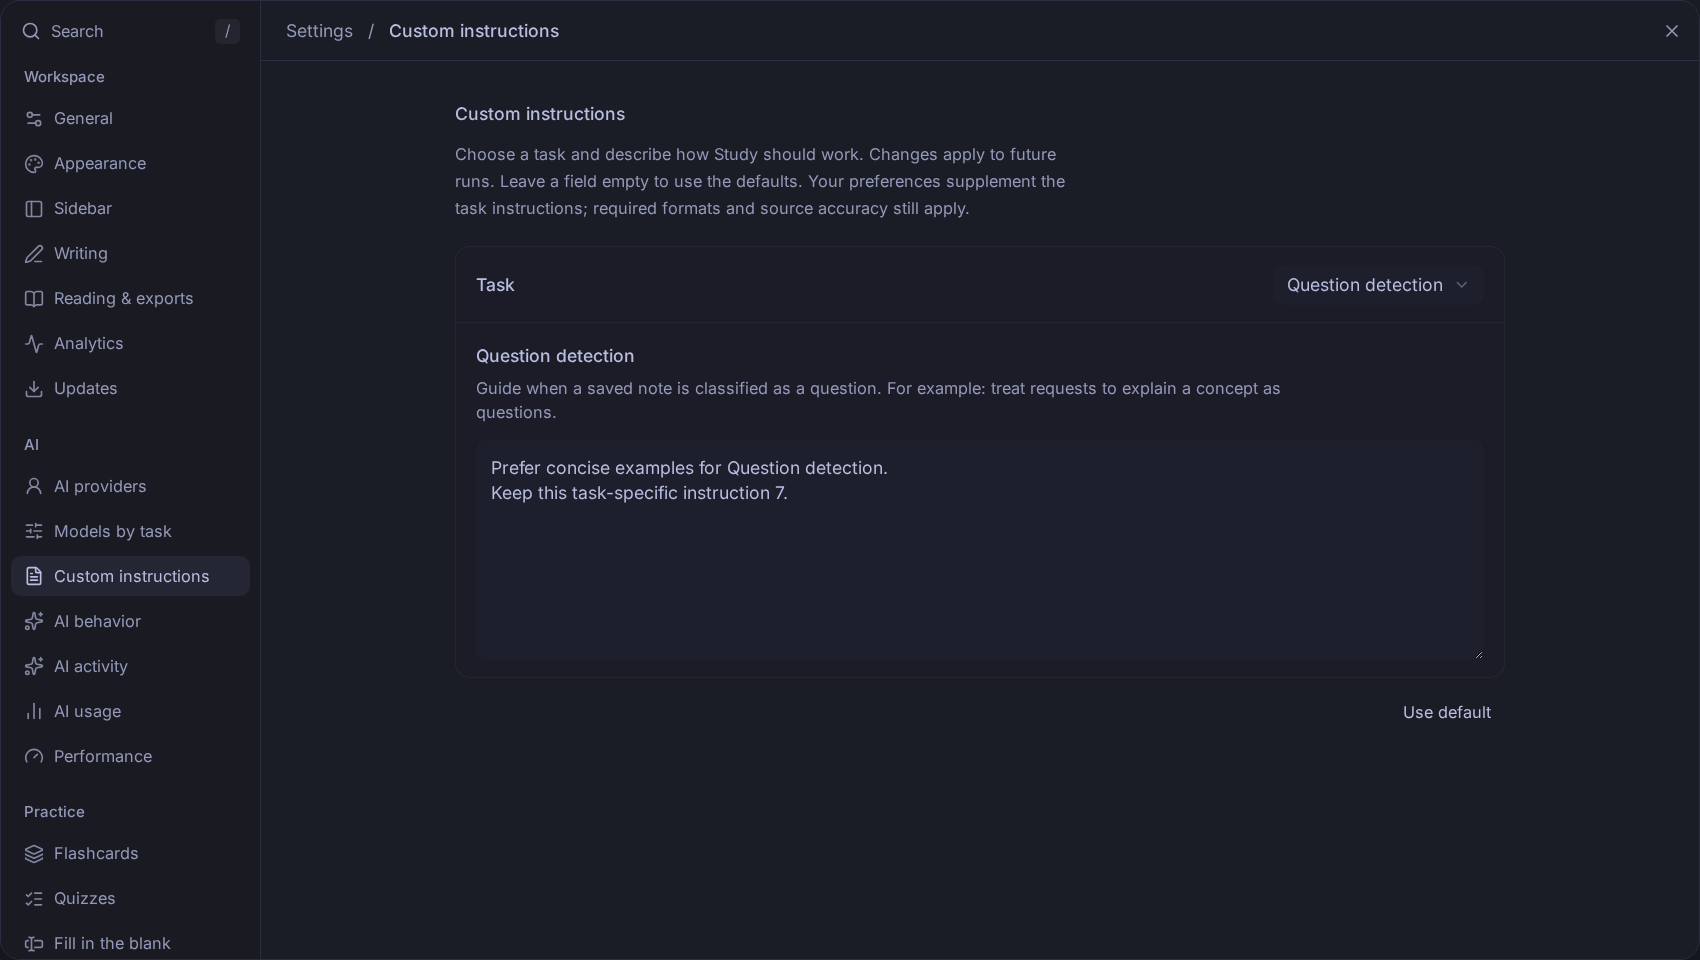 Search /
Workspace
General
Appearance
Sidebar
Writing
Reading & exports
Analytics
Updates
AI
AI providers
Models by task
Custom instructions
AI behavior
AI activity
AI usage
Performance
Practice
Flashcards
Quizzes
Fill in the blank
Settings / Custom instructions
Custom instructions
Choose a task and describe how Study should work. Changes apply to future
runs. Leave a field empty to use the defaults. Your preferences supplement the
task instructions; required formats and source accuracy still apply.
Task
Question detection
Question detection
Guide when a saved note is classified as a question. For example: treat requests to explain a concept as
questions.
Prefer concise examples for Question detection.
Keep this task-specific instruction 7.
Use default